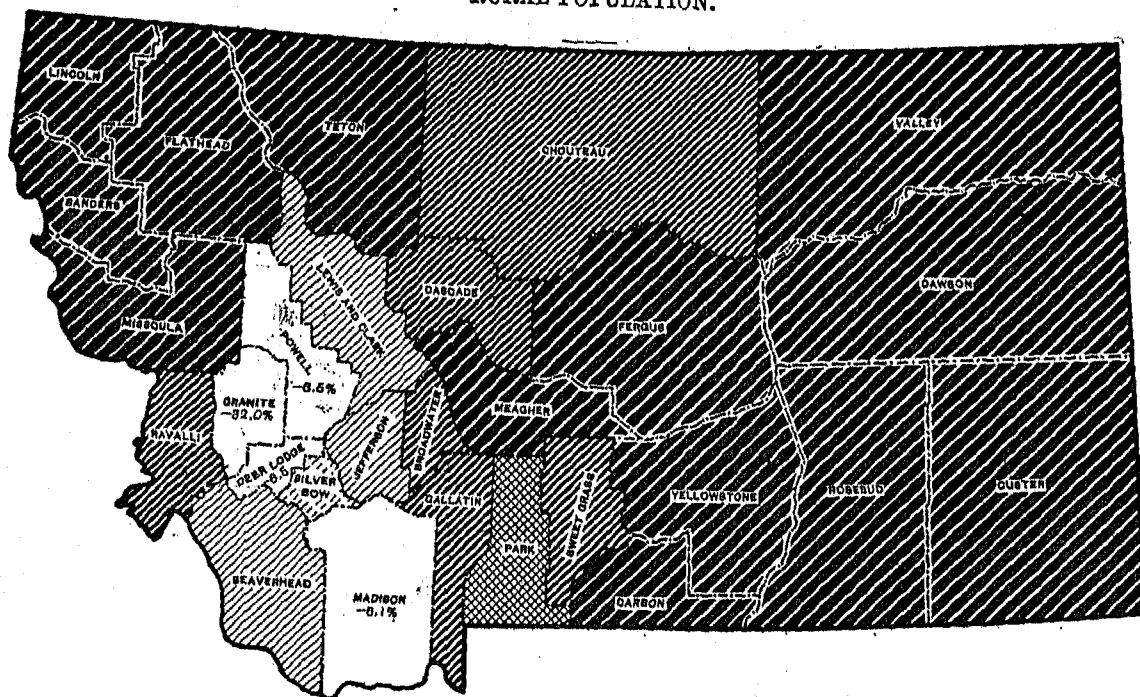 RURAL POPULATION.
LINCOLN
FLATHEAD
TETON
CHOUTEAU
VALLEY
SANDERS
DAWSON
LEWIS AND CLARK
CASCADE
MISSOULA
FERGUS
POWELL
-6.5%
GRANITE
-32.0%
MEAGHER
RAVALLI
JEFFERSON
BROADWATER
DEER LODGE
SILVER
BOW
GALLATIN
SWEET GRASS
YELLOWSTONE
ROSEBUD
CUSTER
PARK
BEAVERHEAD
MADISON
-8.1%
CARBON